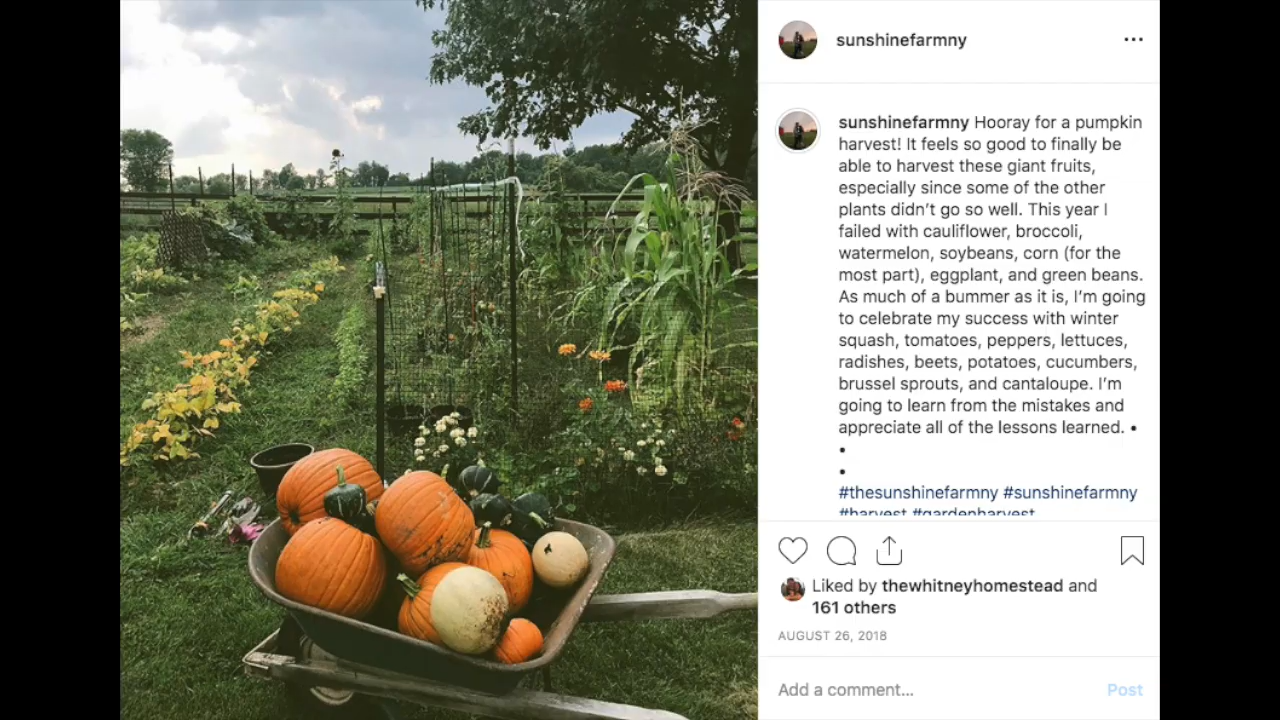 sunshinefarmny
sunshinefarmny Hooray for a pumpkin
harvest! It feels so good to finally be
able to harvest these giant fruits,
especially since some of the other
plants didn’t go so well. This year I
failed with cauliflower, broccoli,
watermelon, soybeans, corn (for the
most part), eggplant, and green beans.
As much of a bummer as it is, I’m going
to celebrate my success with winter
squash, tomatoes, peppers, lettuces,
radishes, beets, potatoes, cucumbers,
brussel sprouts, and cantaloupe. I’m
going to learn from the mistakes and
appreciate all of the lessons learned. •
•
•
#thesunshinefarmny #sunshinefarmny
#harvest #gardenharvest
Liked by thewhitneyhomestead and
161 others
AUGUST 26, 2018
Add a comment...
Post